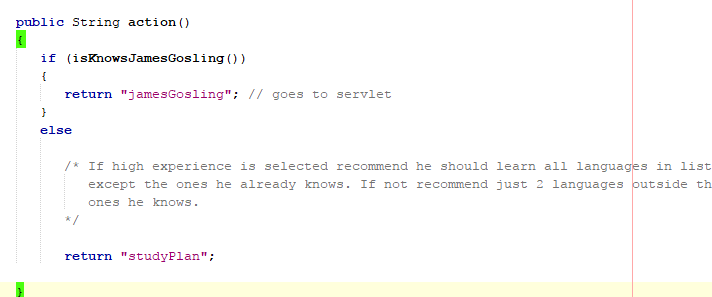 public String action()
{
if (isKnowsJamesGosling())
{
return "jamesGosling"; // goes to servlet
}
else
/* If high experience is selected recommend he should learn all languages in list
except the ones he already knows. If not recommend just 2 languages outside th
ones he knows.
*/
return "studyPlan";
}